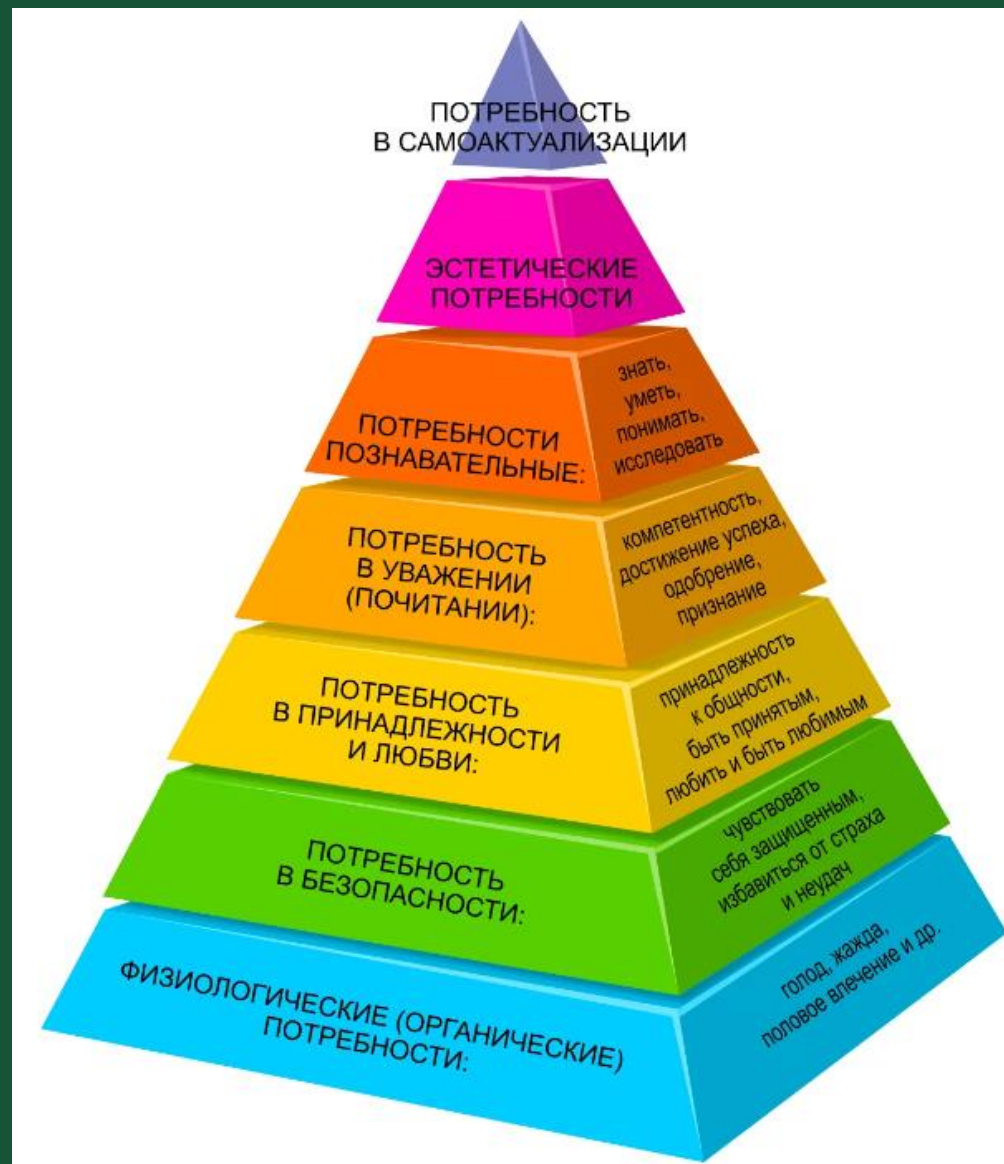 ПОТРЕБНОСТЬ
В САМОАКТУАЛИЗАЦИИ
ЭСТЕТИЧЕСКИЕ
ПОТРЕБНОСТИ
ПОТРЕБНОСТИ
ПОЗНАВАТЕЛЬНЫЕ:
знать,
уметь,
понимать,
исследовать
ПОТРЕБНОСТЬ
В УВАЖЕНИИ
(ПОЧИТАНИИ):
компетентность,
достижение успеха,
одобрение,
признание
ПОТРЕБНОСТЬ
В ПРИНАДЛЕЖНОСТИ
И ЛЮБВИ:
принадлежность
к общности,
быть принятым,
любить и быть любимым
ПОТРЕБНОСТЬ
В БЕЗОПАСНОСТИ:
чувствовать
себя защищенным,
избавиться от страха
и неудач
ФИЗИОЛОГИЧЕСКИЕ (ОРГАНИЧЕСКИЕ)
ПОТРЕБНОСТИ:
голод, жажда,
половое влечение и др.